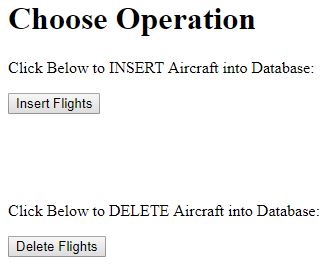 Choose Operation
Click Below to INSERT Aircraft into Database:
Insert Flights
Click Below to DELETE Aircraft into Database:
Delete Flights